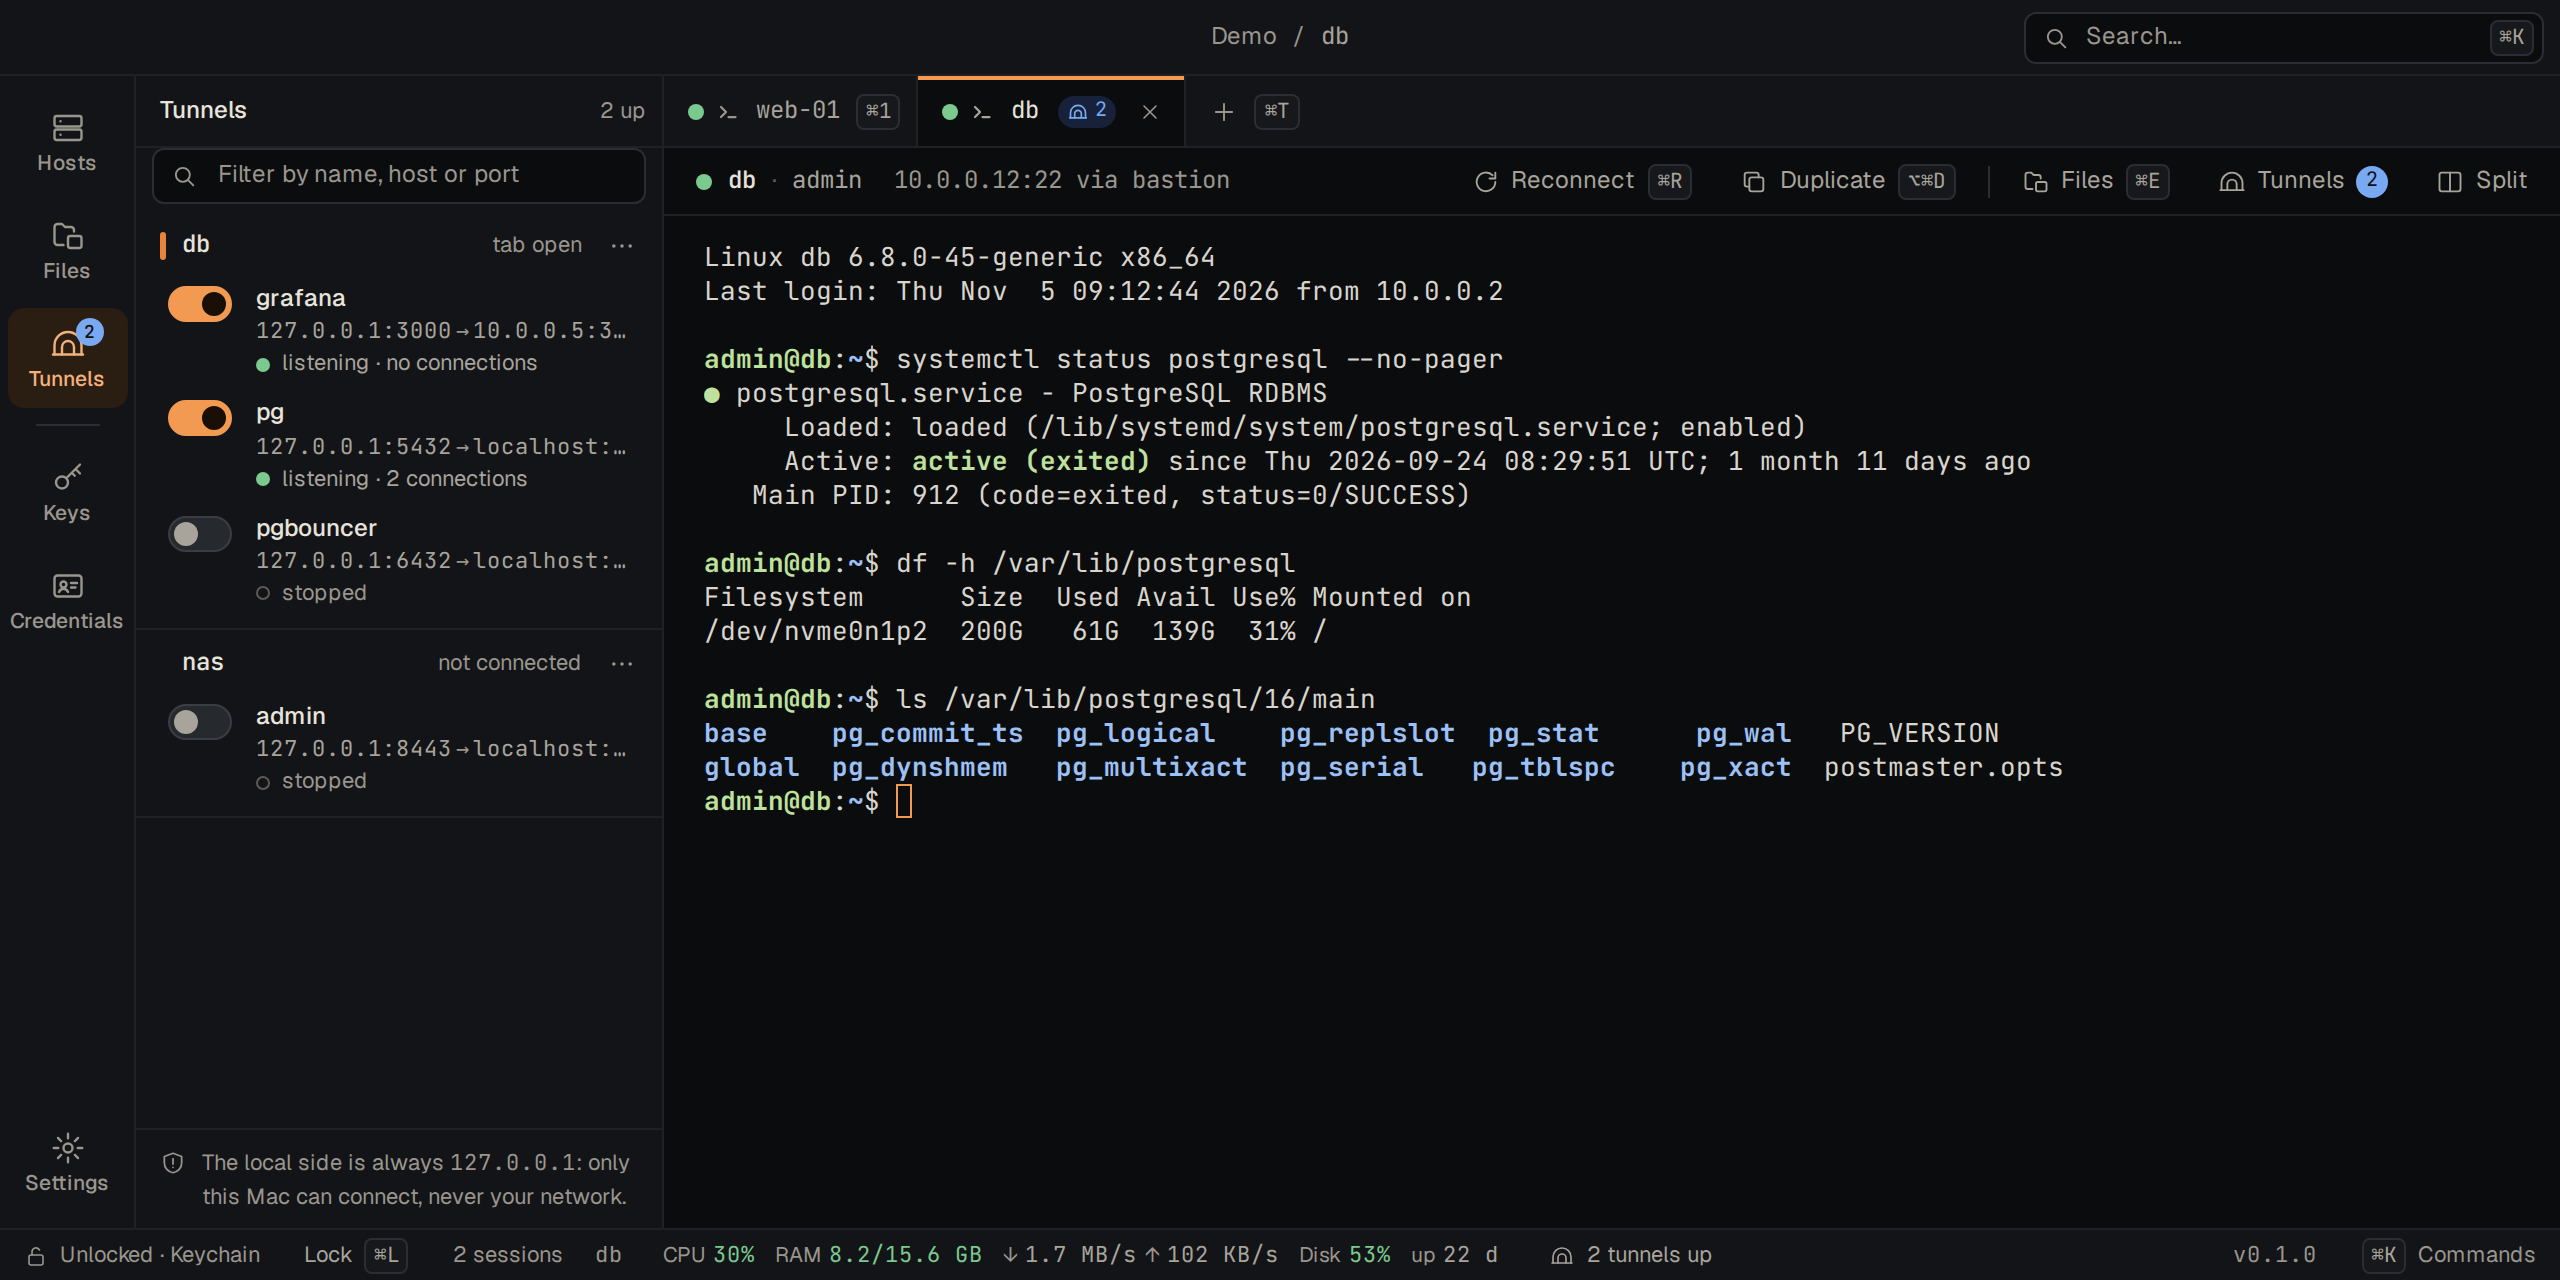 Demo / db
Search… ⌘K
Hosts
Files
2
Tunnels
Keys
Credentials
Settings
Tunnels 2 up
Filter by name, host or port
db tab open ···
grafana
127.0.0.1:3000→10.0.0.5:3…
listening · no connections
pg
127.0.0.1:5432→localhost:…
listening · 2 connections
pgbouncer
127.0.0.1:6432→localhost:…
stopped
nas not connected ···
admin
127.0.0.1:8443→localhost:…
stopped
The local side is always 127.0.0.1: only
this Mac can connect, never your network.
web-01 ⌘1 db 2 ⌘T
db · admin 10.0.0.12:22 via bastion Reconnect ⌘R Duplicate ⌥⌘D Files ⌘E Tunnels 2 Split
Linux db 6.8.0-45-generic x86_64
Last login: Thu Nov  5 09:12:44 2026 from 10.0.0.2
admin@db:~$ systemctl status postgresql --no-pager
● postgresql.service - PostgreSQL RDBMS
Loaded: loaded (/lib/systemd/system/postgresql.service; enabled)
Active: active (exited) since Thu 2026-09-24 08:29:51 UTC; 1 month 11 days ago
Main PID: 912 (code=exited, status=0/SUCCESS)
admin@db:~$ df -h /var/lib/postgresql
Filesystem      Size  Used Avail Use% Mounted on
/dev/nvme0n1p2  200G   61G  139G  31% /
admin@db:~$ ls /var/lib/postgresql/16/main
base    pg_commit_ts  pg_logical    pg_replslot  pg_stat      pg_wal   PG_VERSION
global  pg_dynshmem   pg_multixact  pg_serial   pg_tblspc    pg_xact  postmaster.opts
admin@db:~$
Unlocked · Keychain Lock ⌘L 2 sessions db CPU 30% RAM 8.2/15.6 GB ↓1.7 MB/s ↑102 KB/s Disk 53% up 22 d 2 tunnels up v0.1.0 ⌘K Commands